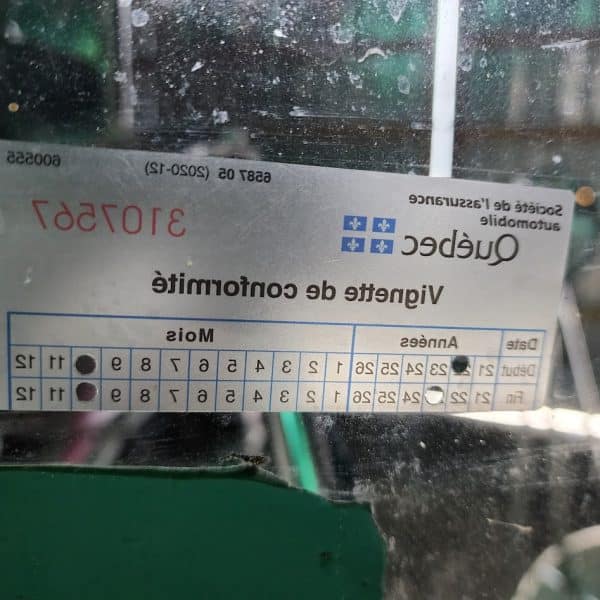 Société de l'assurance
automobile
Québec
6587 05 (2020-12)
600555
3107567
Vignette de conformité
Date Années Mois
Début 21 23 24 25 26 1 2 3 4 5 6 7 8 9 11 12
Fin 21 22 24 25 26 1 2 3 4 5 6 7 8 9 11 12